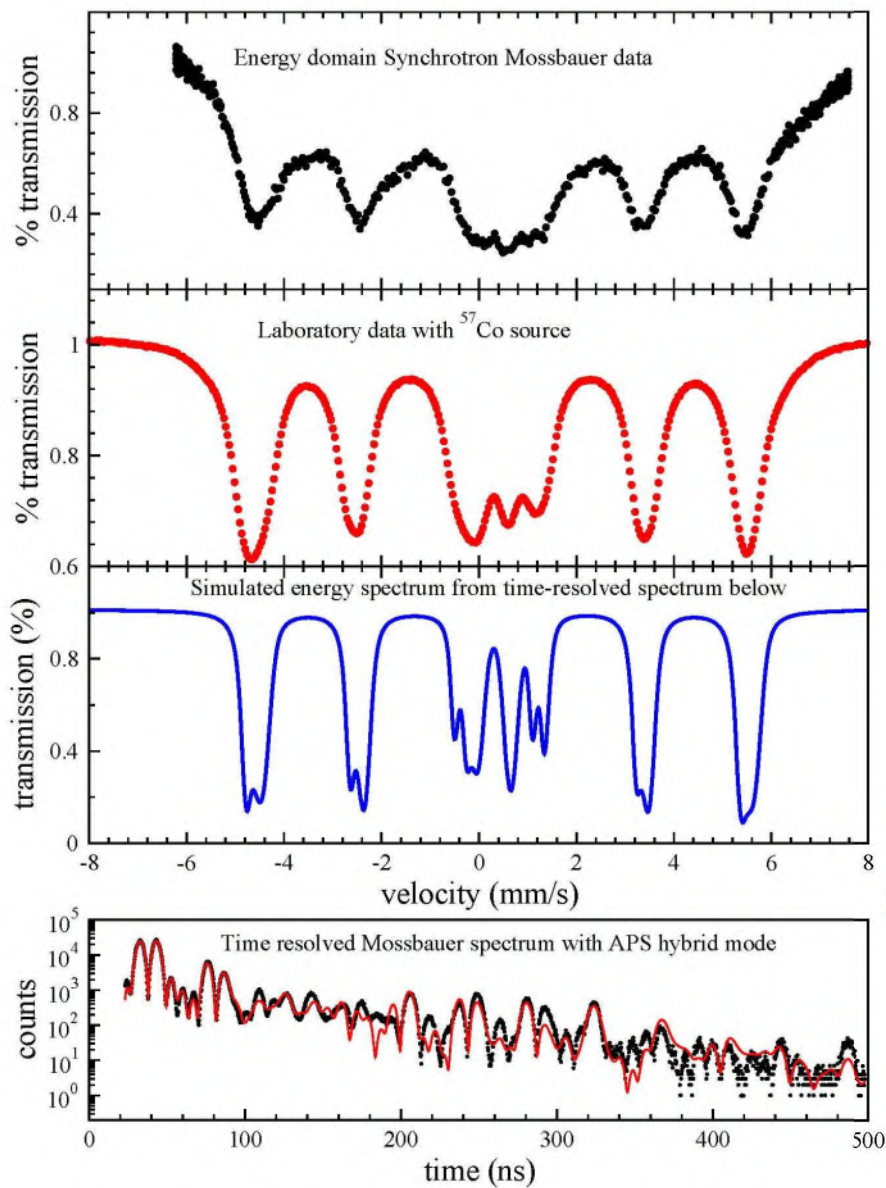 Energy domain Synchrotron Mossbauer data
% transmission
0.8
0.4
Laboratory data with 57Co source
% transmission
1
0.8
0.6
Simulated energy spectrum from time-resolved spectrum below
transmission (%)
0.8
0.4
0
-8 -6 -4 -2 0 2 4 6 8
velocity (mm/s)
Time resolved Mossbauer spectrum with APS hybrid mode
counts
10^5
10^4
10^3
10^2
10^1
10^0
0 100 200 300 400 500
time (ns)